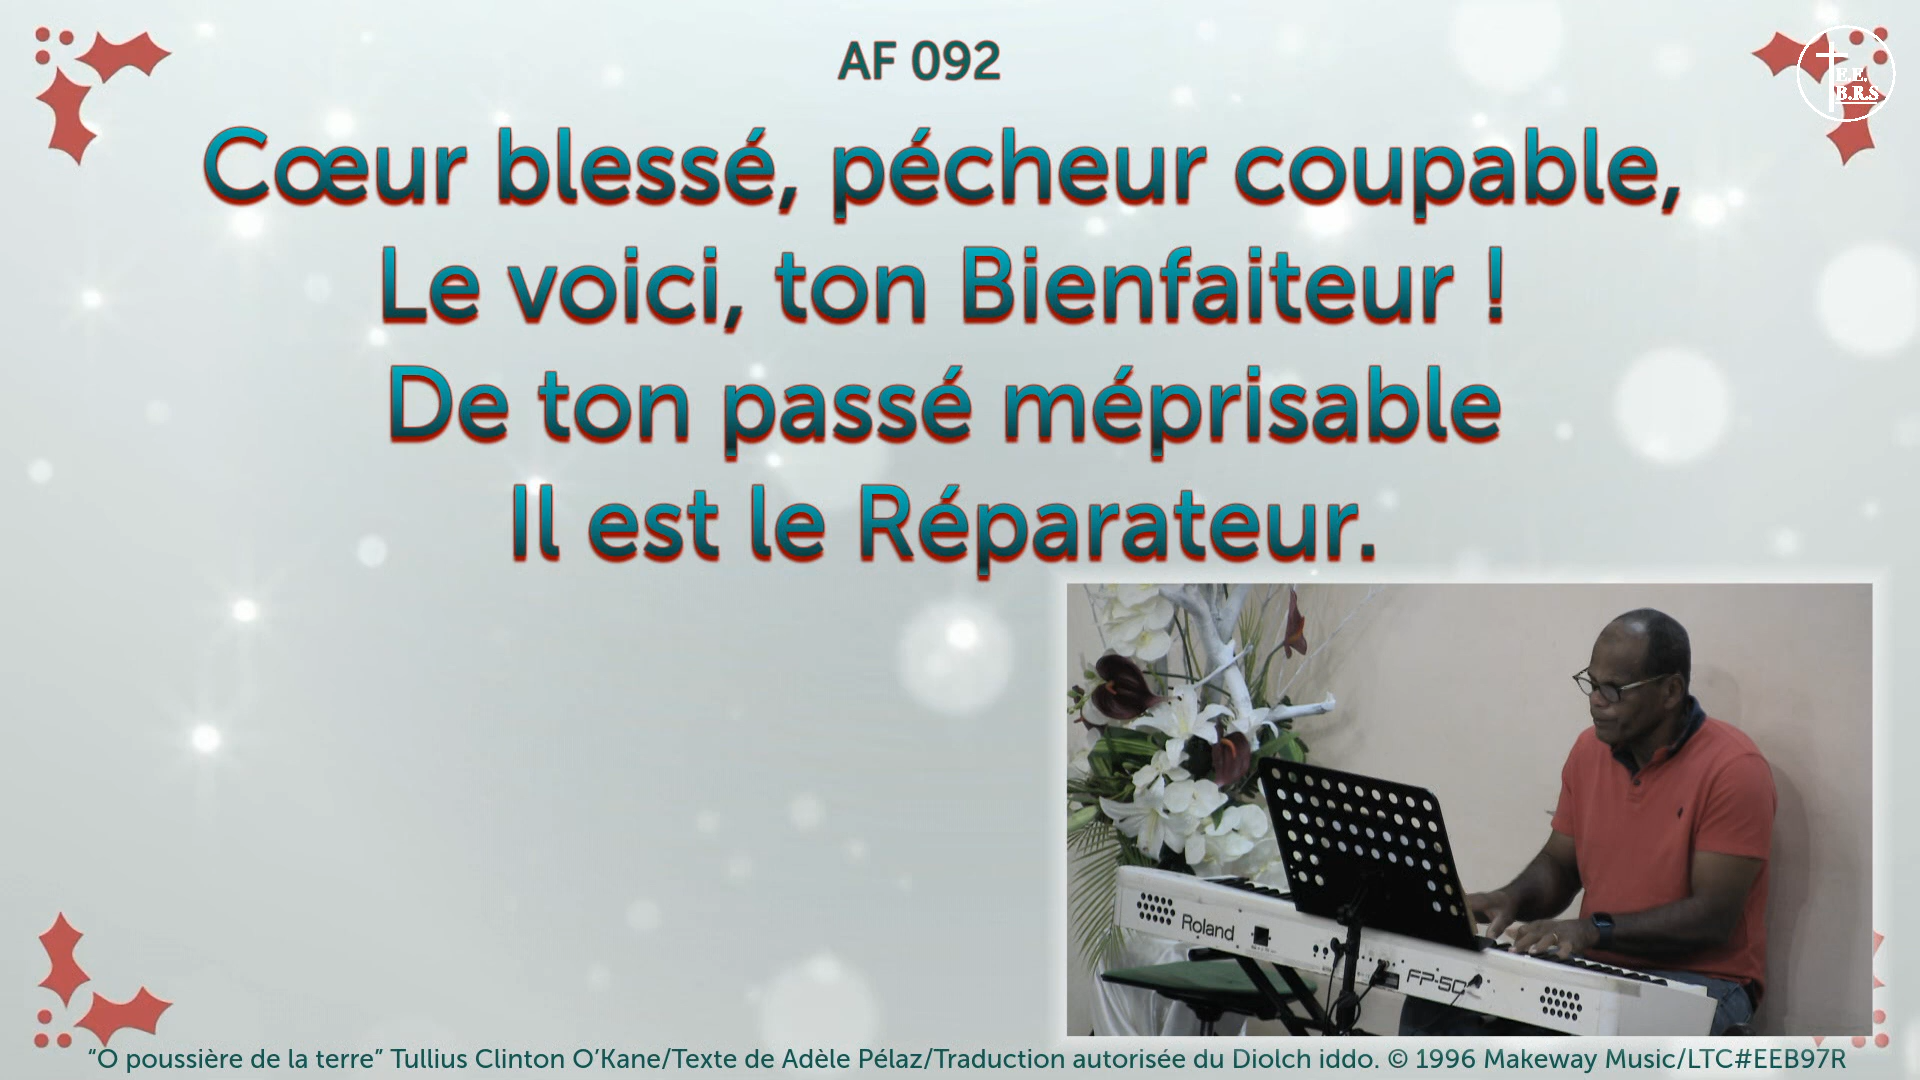 AF 092
E.E.
B.R.S
Cœur blessé, pécheur coupable,
Le voici, ton Bienfaiteur !
De ton passé méprisable
Il est le Réparateur.
Roland
FP-50
“O poussière de la terre” Tullius Clinton O’Kane/Texte de Adèle Pélaz/Traduction autorisée du Diolch iddo. © 1996 Makeway Music/LTC#EEB97R